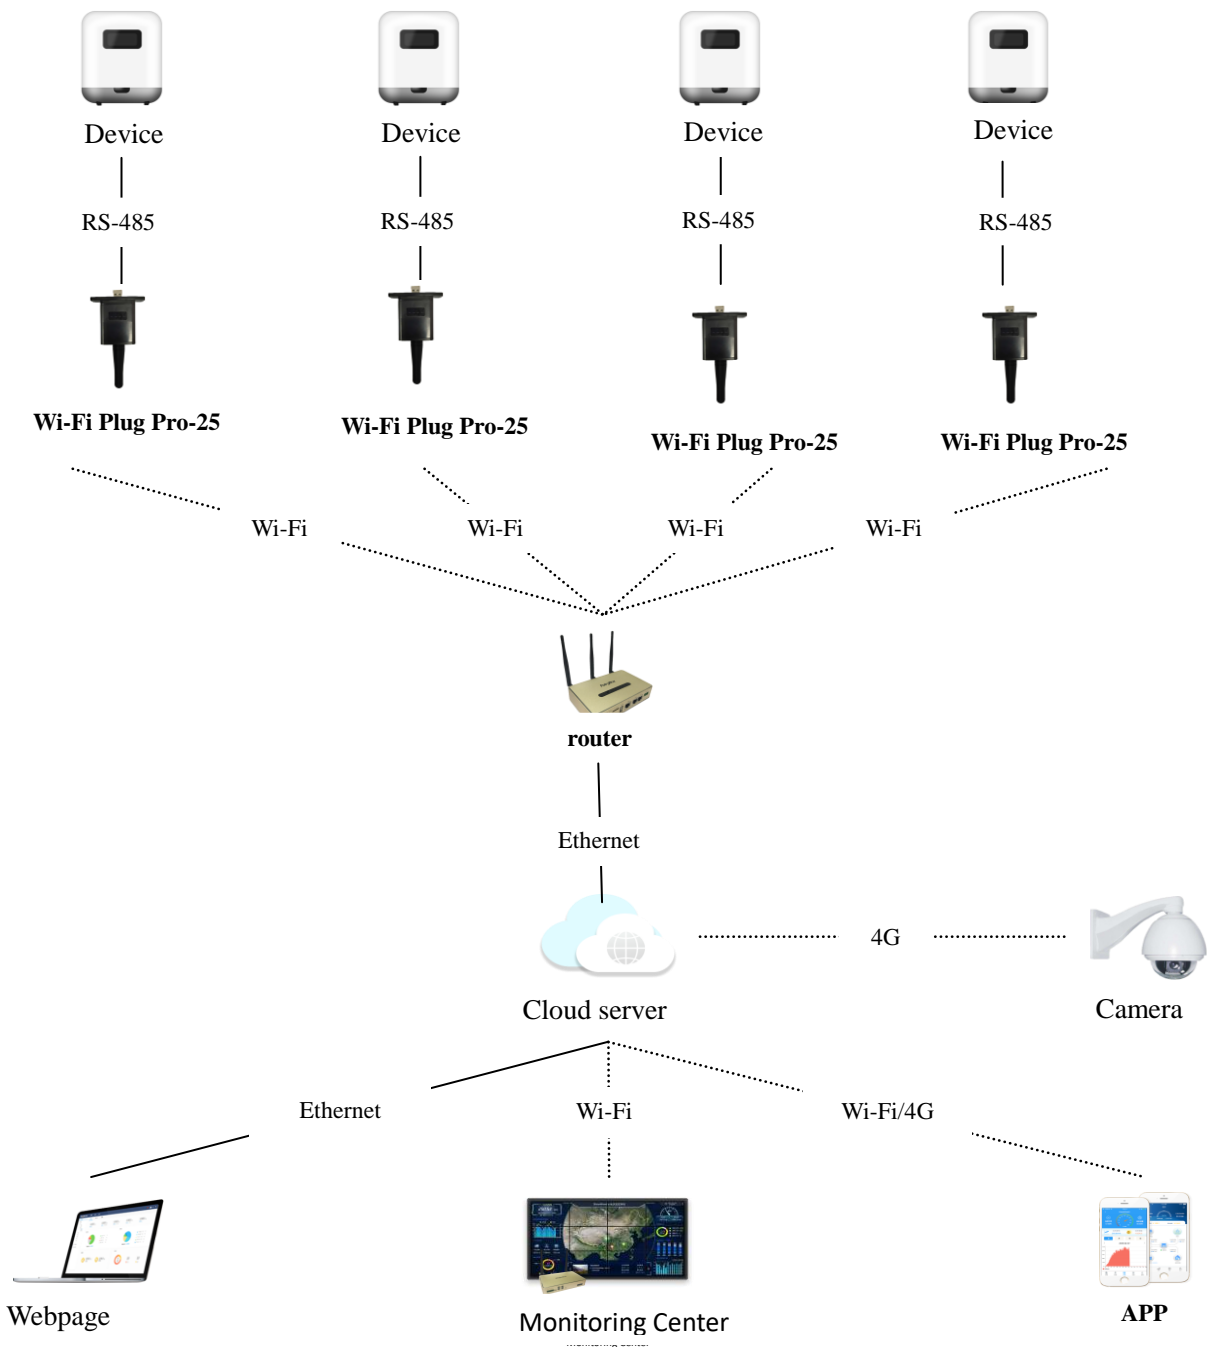 Device Device Device Device
RS-485 RS-485 RS-485 RS-485
Wi-Fi Plug Pro-25 Wi-Fi Plug Pro-25 Wi-Fi Plug Pro-25 Wi-Fi Plug Pro-25
Wi-Fi Wi-Fi Wi-Fi Wi-Fi
router
Ethernet
4G
Cloud server Camera
Ethernet Wi-Fi Wi-Fi/4G
Webpage Monitoring Center APP